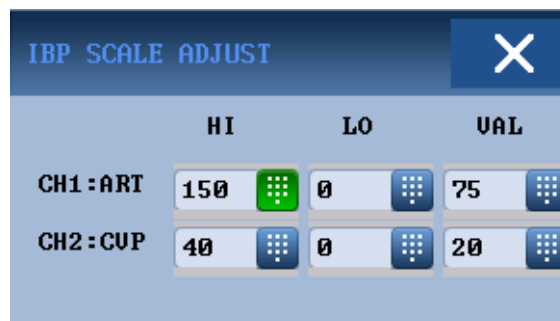 IBP SCALE ADJUST
HI LO VAL
CH1:ART 150 0 75
CH2:CVP 40 0 20